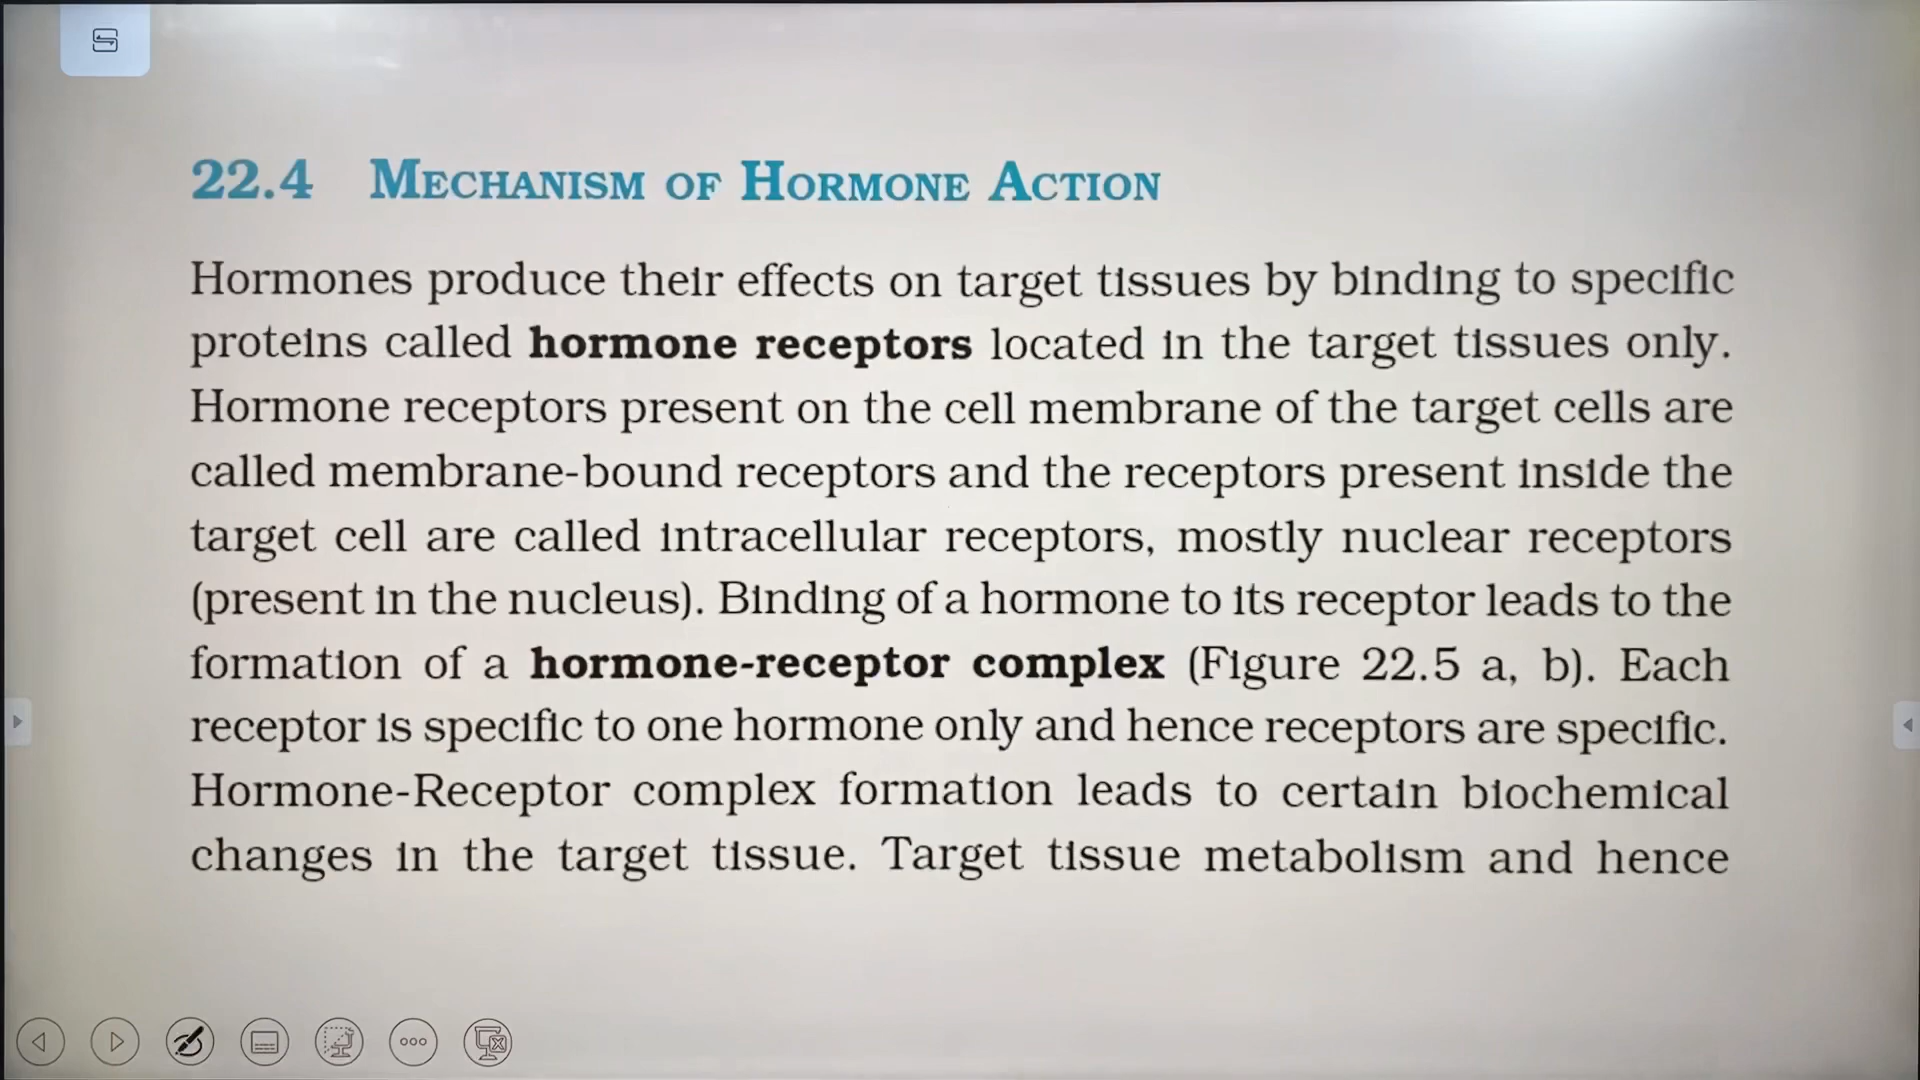 22.4 MECHANISM OF HORMONE ACTION
Hormones produce their effects on target tissues by binding to specific
proteins called hormone receptors located in the target tissues only.
Hormone receptors present on the cell membrane of the target cells are
called membrane-bound receptors and the receptors present inside the
target cell are called intracellular receptors, mostly nuclear receptors
(present in the nucleus). Binding of a hormone to its receptor leads to the
formation of a hormone-receptor complex (Figure 22.5 a, b). Each
receptor is specific to one hormone only and hence receptors are specific.
Hormone-Receptor complex formation leads to certain biochemical
changes in the target tissue. Target tissue metabolism and hence